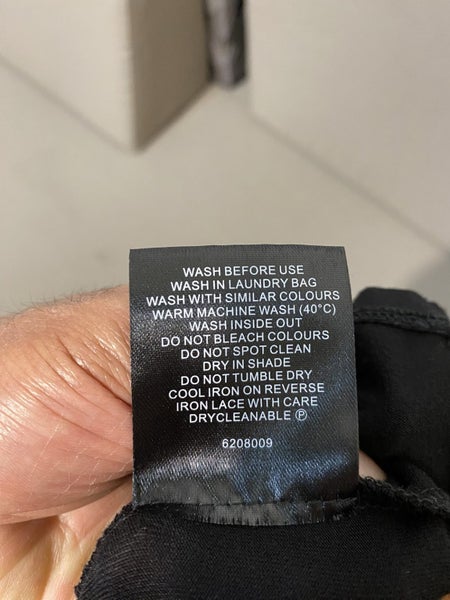 WASH BEFORE USE
WASH IN LAUNDRY BAG
WASH WITH SIMILAR COLOURS
WARM MACHINE WASH (40°C)
WASH INSIDE OUT
DO NOT BLEACH COLOURS
DO NOT SPOT CLEAN
DRY IN SHADE
DO NOT TUMBLE DRY
COOL IRON ON REVERSE
IRON LACE WITH CARE
DRYCLEANABLE Ⓟ
6208009